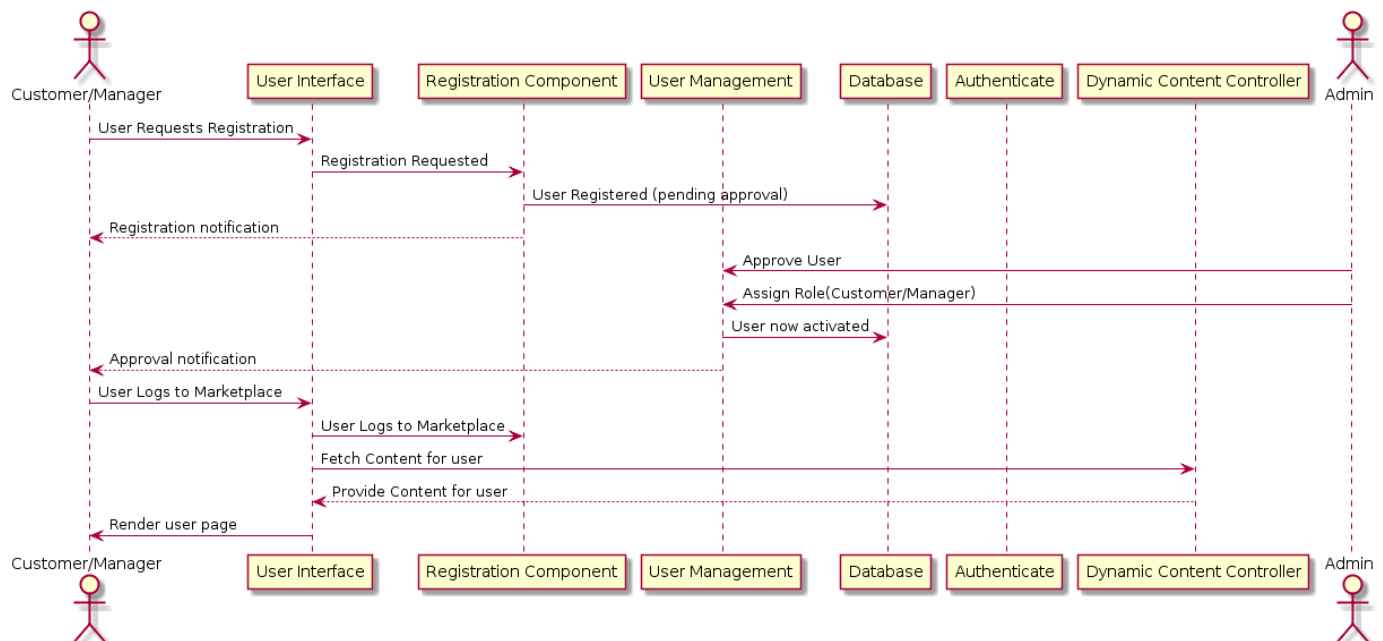 Customer/Manager
User Interface
Registration Component
User Management
Database
Authenticate
Dynamic Content Controller
Admin
User Requests Registration
Registration Requested
User Registered (pending approval)
Registration notification
Approve User
Assign Role(Customer/Manager)
User now activated
Approval notification
User Logs to Marketplace
User Logs to Marketplace
Fetch Content for user
Provide Content for user
Render user page
Customer/Manager
User Interface
Registration Component
User Management
Database
Authenticate
Dynamic Content Controller
Admin